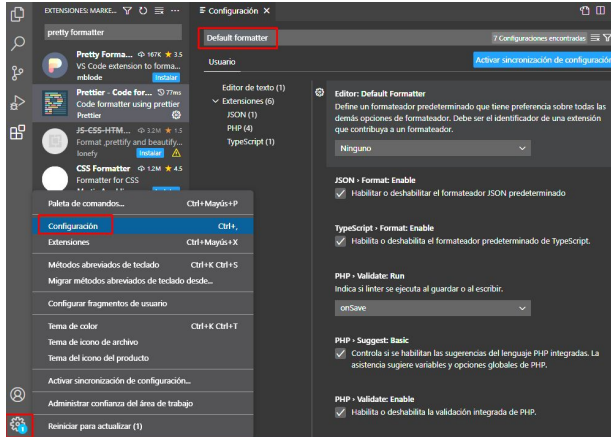 EXTENSIONES: MARKE...
pretty formatter
Pretty Forma... 167K ★ 3.5
VS Code extension to forma...
mblode Instalar
Prettier - Code for... 77ms
Code formatter using prettier
Prettier
JS-CSS-HTM... 3.2M ★ 1.5
Format ,prettify and beautify...
lonefy Instalar
CSS Formatter 1.2M ★ 4.5
Formatter for CSS
Paleta de comandos... Ctrl+Mayús+P
Configuración Ctrl+,
Extensiones Ctrl+Mayús+X
Métodos abreviados de teclado Ctrl+K Ctrl+S
Migrar métodos abreviados de teclado desde...
Configurar fragmentos de usuario
Tema de color Ctrl+K Ctrl+T
Tema de icono de archivo
Tema del icono del producto
Activar sincronización de configuración...
Administrar confianza del área de trabajo
Reiniciar para actualizar (1)
1
Configuración
Default formatter
7 Configuraciones encontradas
Usuario
Activar sincronización de configuración
Editor de texto (1)
Extensiones (6)
JSON (1)
PHP (4)
TypeScript (1)
Editor: Default Formatter
Define un formateador predeterminado que tiene preferencia sobre todas las
demás opciones de formateador. Debe ser el identificador de una extensión
que contribuya a un formateador.
Ninguno
JSON › Format: Enable
Habilitar o deshabilitar el formateador JSON predeterminado
TypeScript › Format: Enable
Habilita o deshabilita el formateador predeterminado de TypeScript.
PHP › Validate: Run
Indica si linter se ejecuta al guardar o al escribir.
onSave
PHP › Suggest: Basic
Controla si se habilitan las sugerencias del lenguaje PHP integradas. La
asistencia sugiere variables y opciones globales de PHP.
PHP › Validate: Enable
Habilita o deshabilita la validación integrada de PHP.